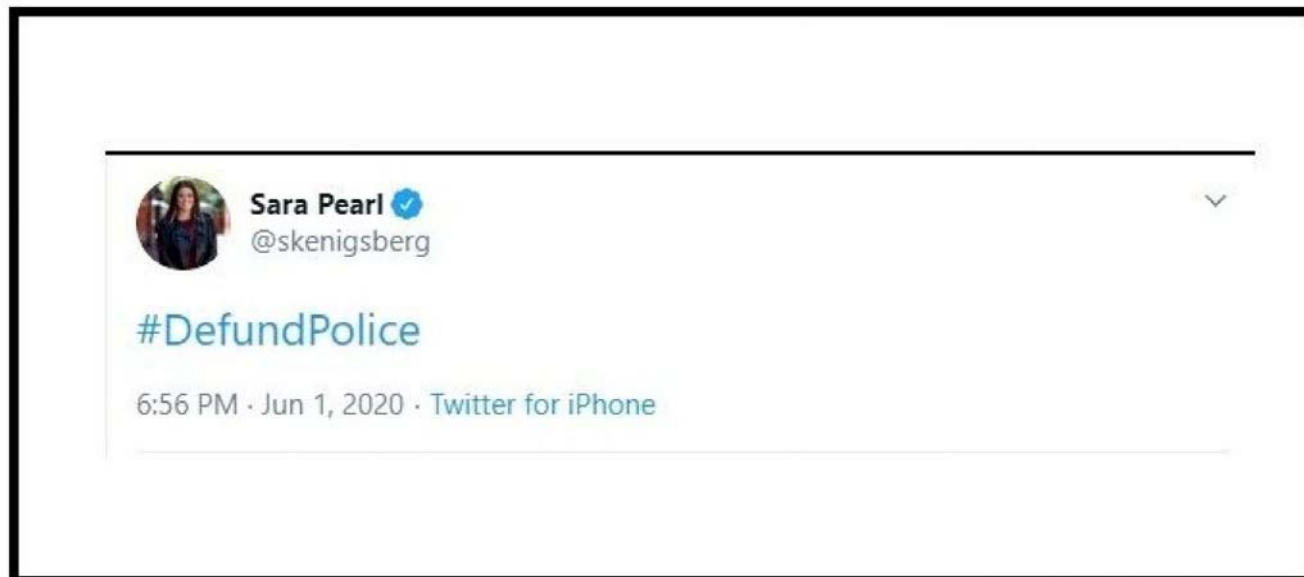 Sara Pearl
@skenigsberg
#DefundPolice
6:56 PM · Jun 1, 2020 · Twitter for iPhone